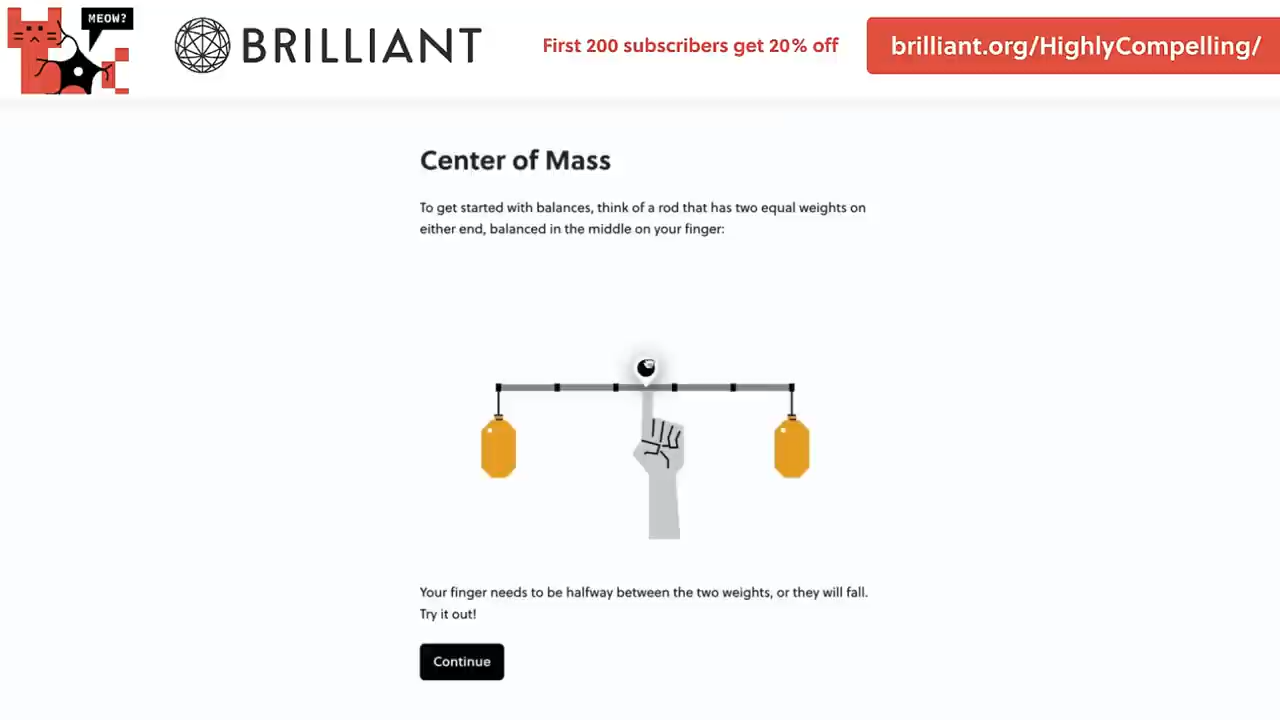 MEOW?
BRILLIANT
First 200 subscribers get 20% off
brilliant.org/HighlyCompelling/
Center of Mass
To get started with balances, think of a rod that has two equal weights on
either end, balanced in the middle on your finger:
Your finger needs to be halfway between the two weights, or they will fall.
Try it out!
Continue